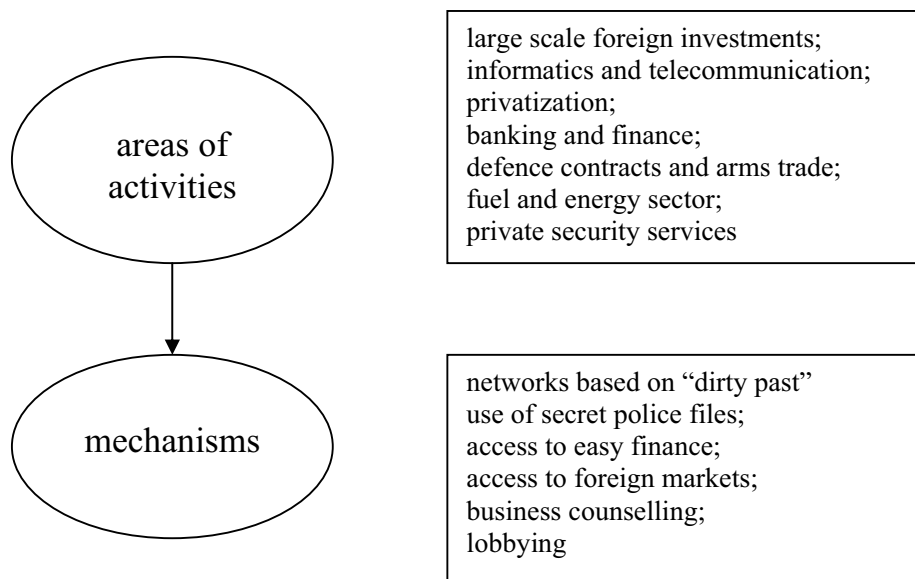 areas of
activities
large scale foreign investments;
informatics and telecommunication;
privatization;
banking and finance;
defence contracts and arms trade;
fuel and energy sector;
private security services
mechanisms
networks based on “dirty past”
use of secret police files;
access to easy finance;
access to foreign markets;
business counselling;
lobbying